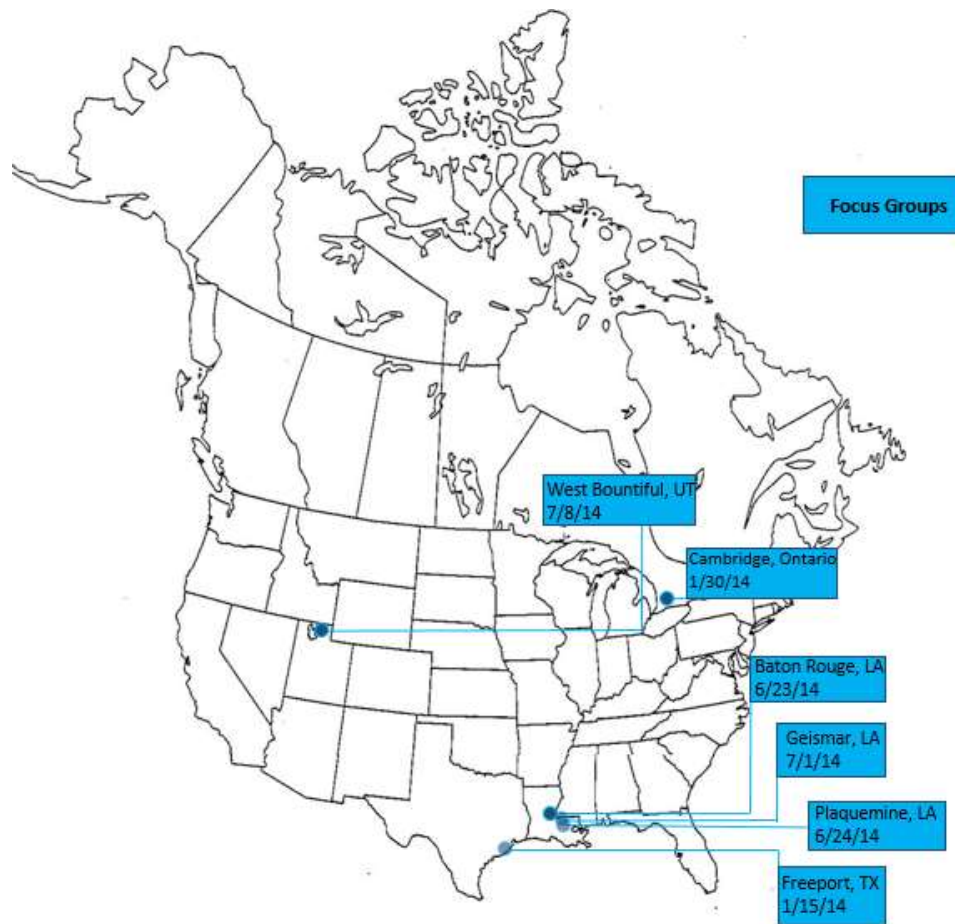 Focus Groups
West Bountiful, UT
7/8/14
Cambridge, Ontario
1/30/14
Baton Rouge, LA
6/23/14
Geismar, LA
7/1/14
Plaquemine, LA
6/24/14
Freeport, TX
1/15/14